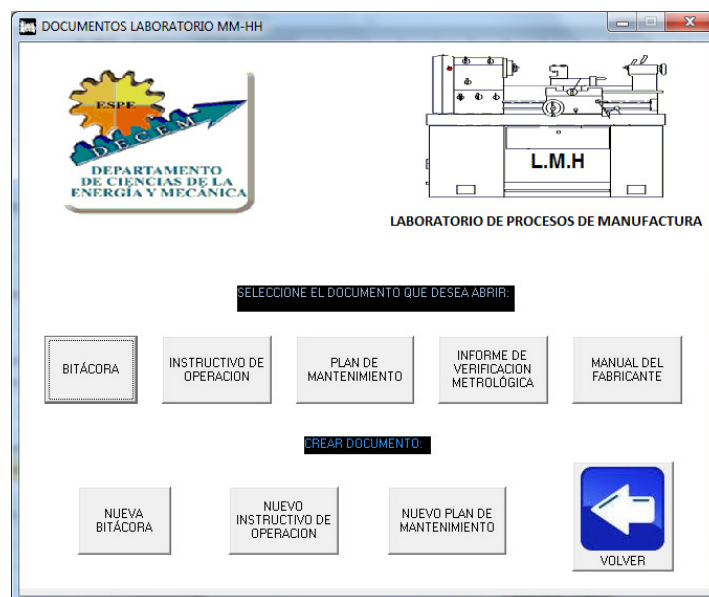 DOCUMENTOS LABORATORIO MM-HH
ESPE
DECEM
DEPARTAMENTO
DE CIENCIAS DE LA
ENERGÍA Y MECÁNICA
L.M.H
LABORATORIO DE PROCESOS DE MANUFACTURA
SELECCIONE EL DOCUMENTO QUE DESEA ABRIR:
BITÁCORA
INSTRUCTIVO DE
OPERACION
PLAN DE
MANTENIMIENTO
INFORME DE
VERIFICACION
METROLÓGICA
MANUAL DEL
FABRICANTE
CREAR DOCUMENTO:
NUEVA
BITÁCORA
NUEVO
INSTRUCTIVO DE
OPERACION
NUEVO PLAN DE
MANTENIMIENTO
VOLVER